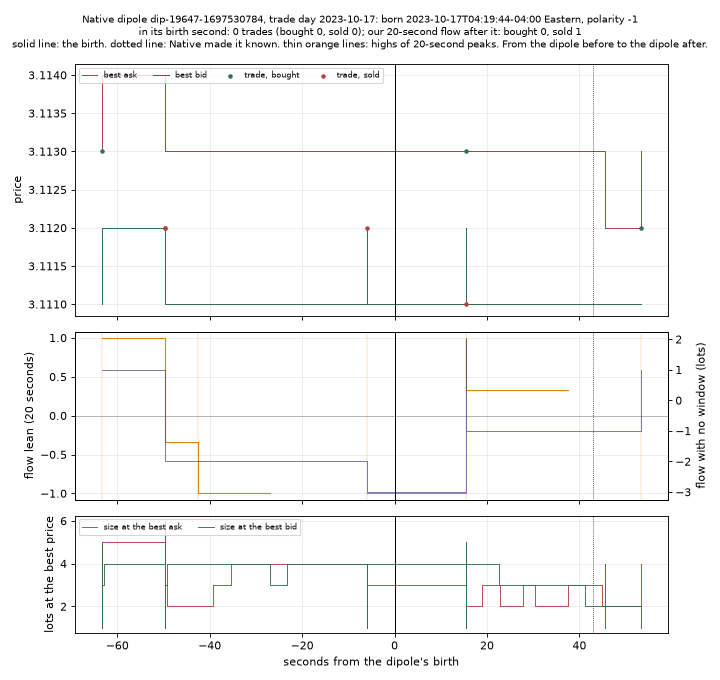 Native dipole dip-19647-1697530784, trade day 2023-10-17: born 2023-10-17T04:19:44-04:00 Eastern, polarity -1
in its birth second: 0 trades (bought 0, sold 0); our 20-second flow after it: bought 0, sold 1
solid line: the birth. dotted line: Native made it known. thin orange lines: highs of 20-second peaks. From the dipole before to the dipole after.
best ask best bid trade, bought trade, sold
3.1140
3.1135
3.1130
3.1125
3.1120
3.1115
3.1110
price
1.0
0.5
0.0
−0.5
−1.0
flow lean (20 seconds)
2
1
0
−1
−2
−3
flow with no window (lots)
size at the best ask size at the best bid
6
4
2
lots at the best price
−60 −40 −20 0 20 40
seconds from the dipole's birth